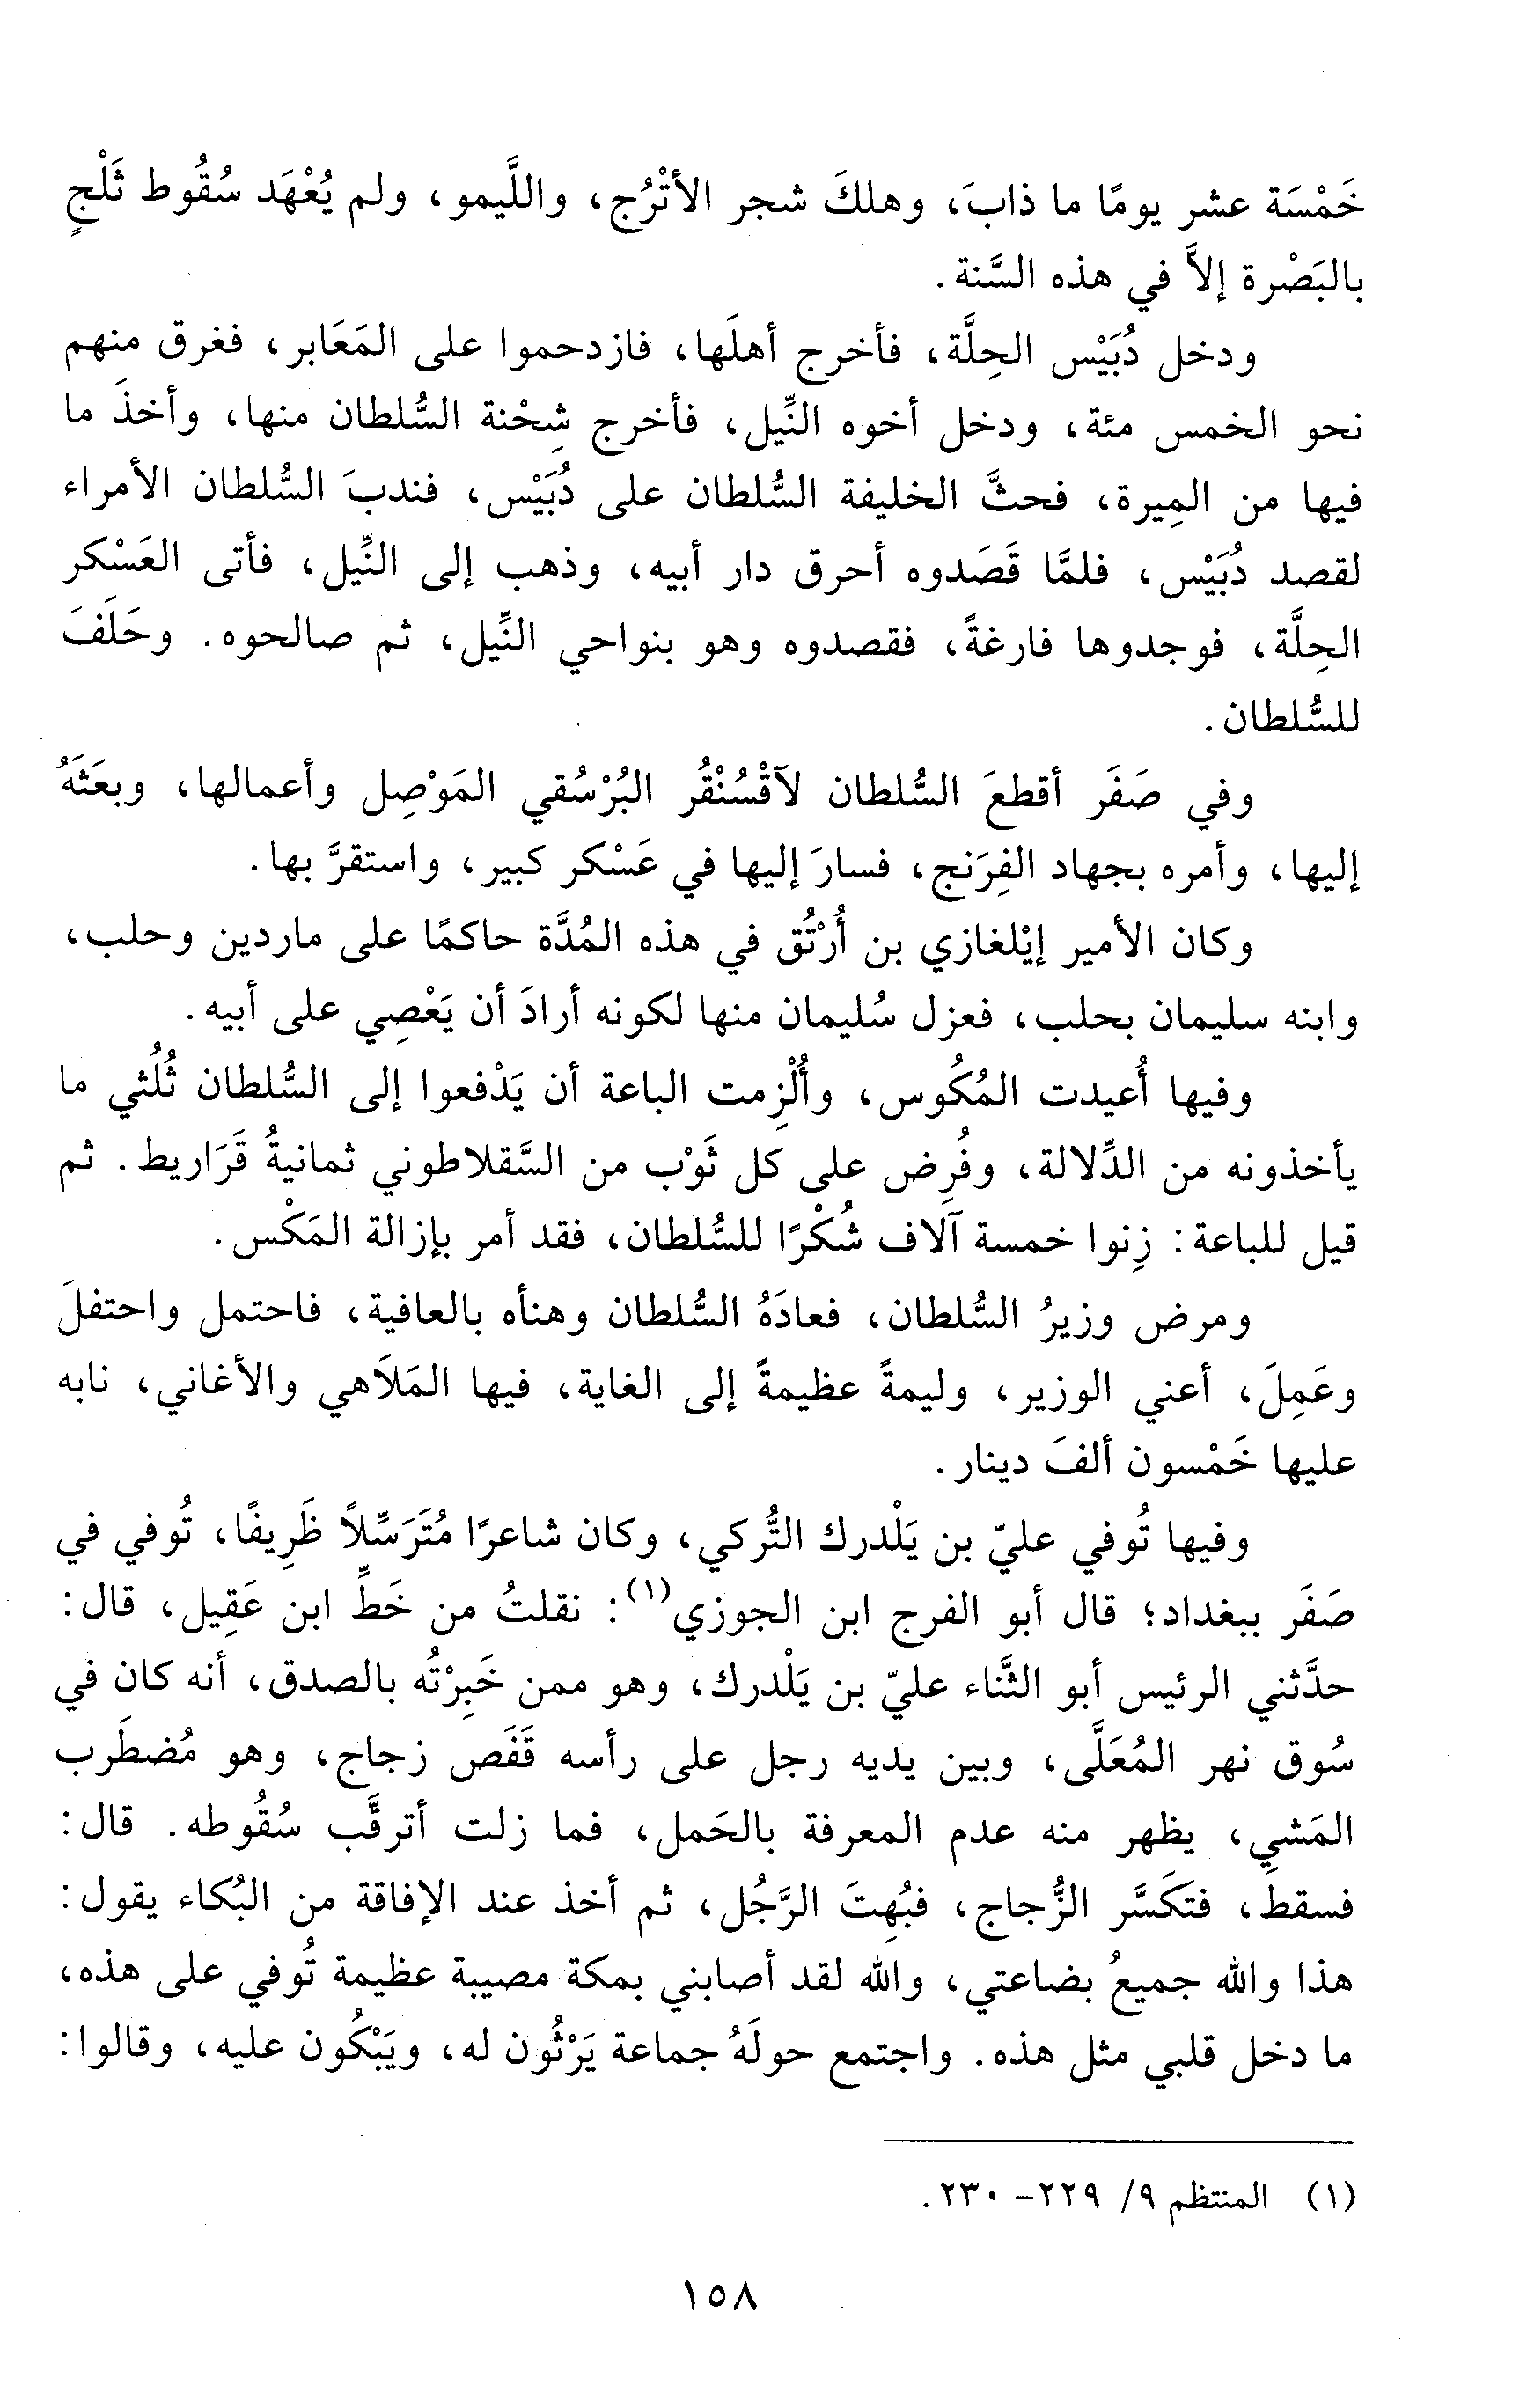 خَمْسَة عشر يومًا ما ذابَ، وهلكَ شجر الأتْرُج، واللَّيمو، ولم يُعْهَد سُقُوط ثَلْجٍ
بالبَصْرة إلاَّ في هذه السَّنة.
ودخل دُبَيْس الحِلَّة، فأخرج أهلَها، فازدحموا على المَعَابر، فغرق منهم
نحو الخمس مئة، ودخل أخوه النِّيل، فأخرج شِحْنة السُّلطان منها، وأخذَ ما
فيها من المِيرة، فحثَّ الخليفة السُّلطان على دُبَيْس، فندبَ السُّلطان الأمراء
لقصد دُبَيْس، فلمَّا قَصَدوه أحرق دار أبيه، وذهب إلى النِّيل، فأتى العَسْكر
الحِلَّة، فوجدوها فارغةً، فقصدوه وهو بنواحي النِّيل، ثم صالحوه. وحَلَفَ
للسُّلطان.
وفي صَفَر أقطعَ السُّلطان لآقْسُنْقُر البُرْسُقي المَوْصِل وأعمالها، وبعَثَهُ
إليها، وأمره بجهاد الفِرَنج، فسارَ إليها في عَسْكر كبير، واستقرَّ بها.
وكان الأمير إيْلغازي بن أُرْتُق في هذه المُدَّة حاكمًا على ماردين وحلب،
وابنه سليمان بحلب، فعزل سُليمان منها لكونه أرادَ أن يَعْصِي على أبيه.
وفيها أُعيدت المُكُوس، وأُلْزِمت الباعة أن يَدْفعوا إلى السُّلطان ثُلُثي ما
يأخذونه من الدِّلالة، وفُرِض على كل ثَوْب من السَّقلاطوني ثمانيةُ قَرَاريط. ثم
قيل للباعة: زِنوا خمسة آلاف شُكْرًا للسُّلطان، فقد أمر بإزالة المَكْس.
ومرض وزيرُ السُّلطان، فعادَهُ السُّلطان وهنأه بالعافية، فاحتمل واحتفلَ
وعَمِلَ، أعني الوزير، وليمةً عظيمةً إلى الغاية، فيها المَلاَهي والأغاني، نابه
عليها خَمْسون ألفَ دينار.
وفيها تُوفي عليّ بن يَلْدرك التُّركي، وكان شاعرًا مُتَرَسِّلاً ظَرِيفًا، تُوفي في
صَفَر ببغداد؛ قال أبو الفرج ابن الجوزي(١): نقلتُ من خَطِّ ابن عَقِيل، قال:
حدَّثني الرئيس أبو الثَّناء عليّ بن يَلْدرك، وهو ممن خَبِرْتُه بالصدق، أنه كان في
سُوق نهر المُعَلَّى، وبين يديه رجل على رأسه قَفَص زجاج، وهو مُضطَرب
المَشي، يظهر منه عدم المعرفة بالحَمل، فما زلت أترقَّب سُقُوطه. قال:
فسقطَ، فتكَسَّر الزُّجاج، فبُهِتَ الرَّجُل، ثم أخذ عند الإفاقة من البُكاء يقول:
هذا والله جميعُ بضاعتي، والله لقد أصابني بمكة مصيبة عظيمة تُوفي على هذه،
ما دخل قلبي مثل هذه. واجتمع حولَهُ جماعة يَرْثُون له، ويَبْكُون عليه، وقالوا:
(١) المنتظم ٩/ ٢٢٩- ٢٣٠.
١٥٨